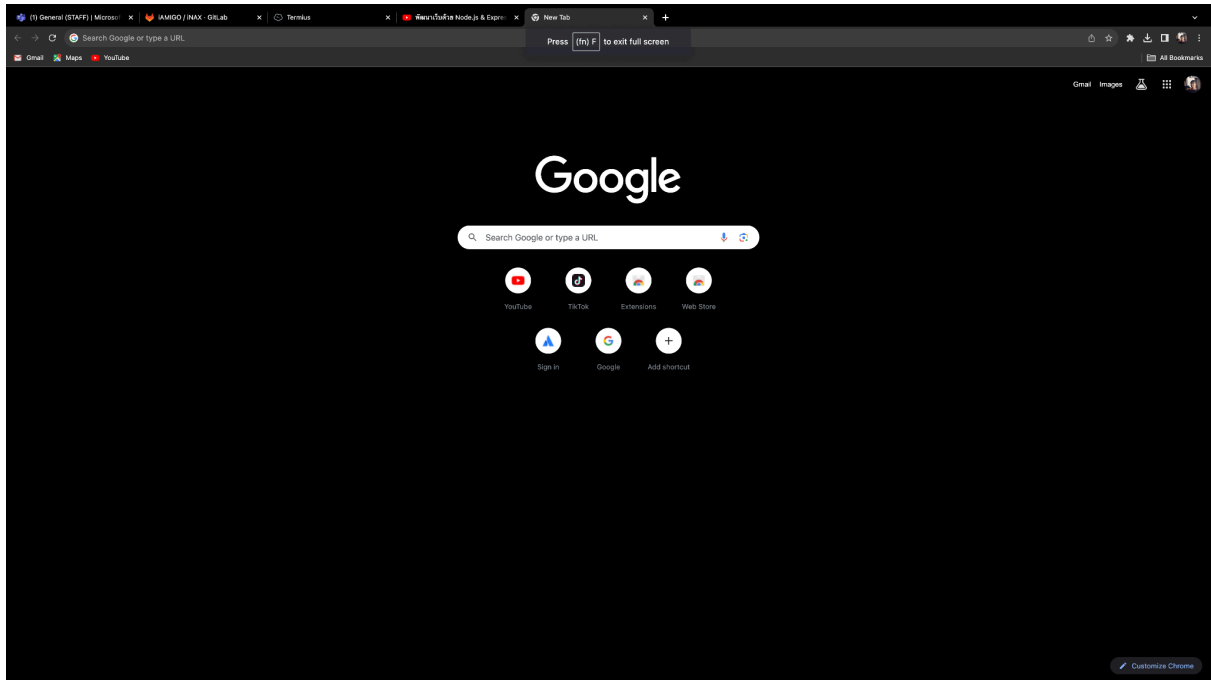 (1) General (STAFF) | Microsof
iAMIGO / iNAX · GitLab
Termius
พัฒนาเว็บด้วย Node.js & Expres
New Tab
Search Google or type a URL
Press (fn) F to exit full screen
Gmail Maps YouTube
All Bookmarks
Gmail Images
Google
Search Google or type a URL
YouTube TikTok Extensions Web Store
Sign in Google Add shortcut
Customize Chrome